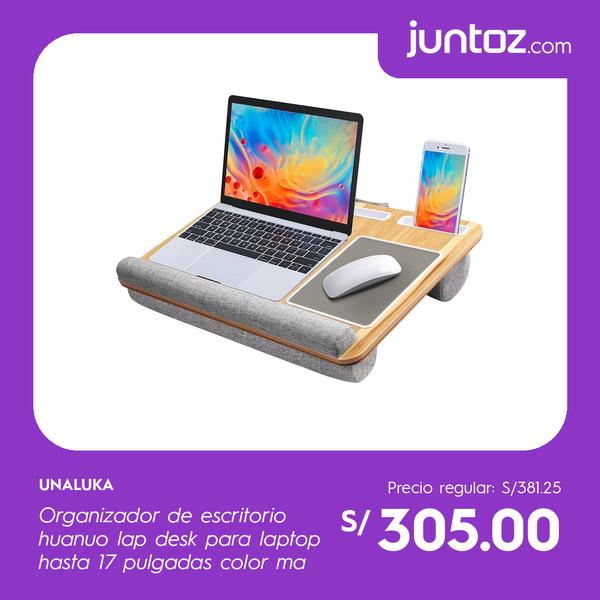 juntoz.com
UNALUKA
Organizador de escritorio
huanuo lap desk para laptop
hasta 17 pulgadas color ma
Precio regular: S/381.25
S/ 305.00